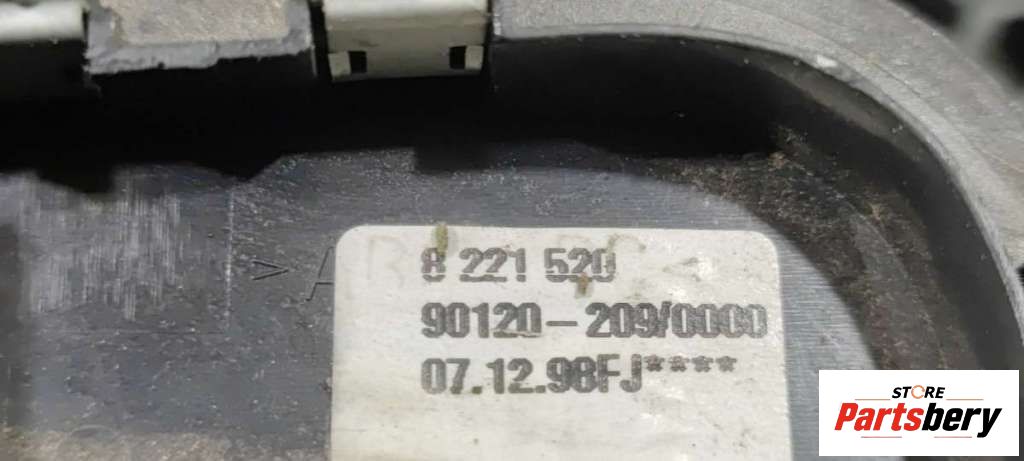 8 221 520
90120-209/0000
07.12.98FJ****
STORE
Partsbery